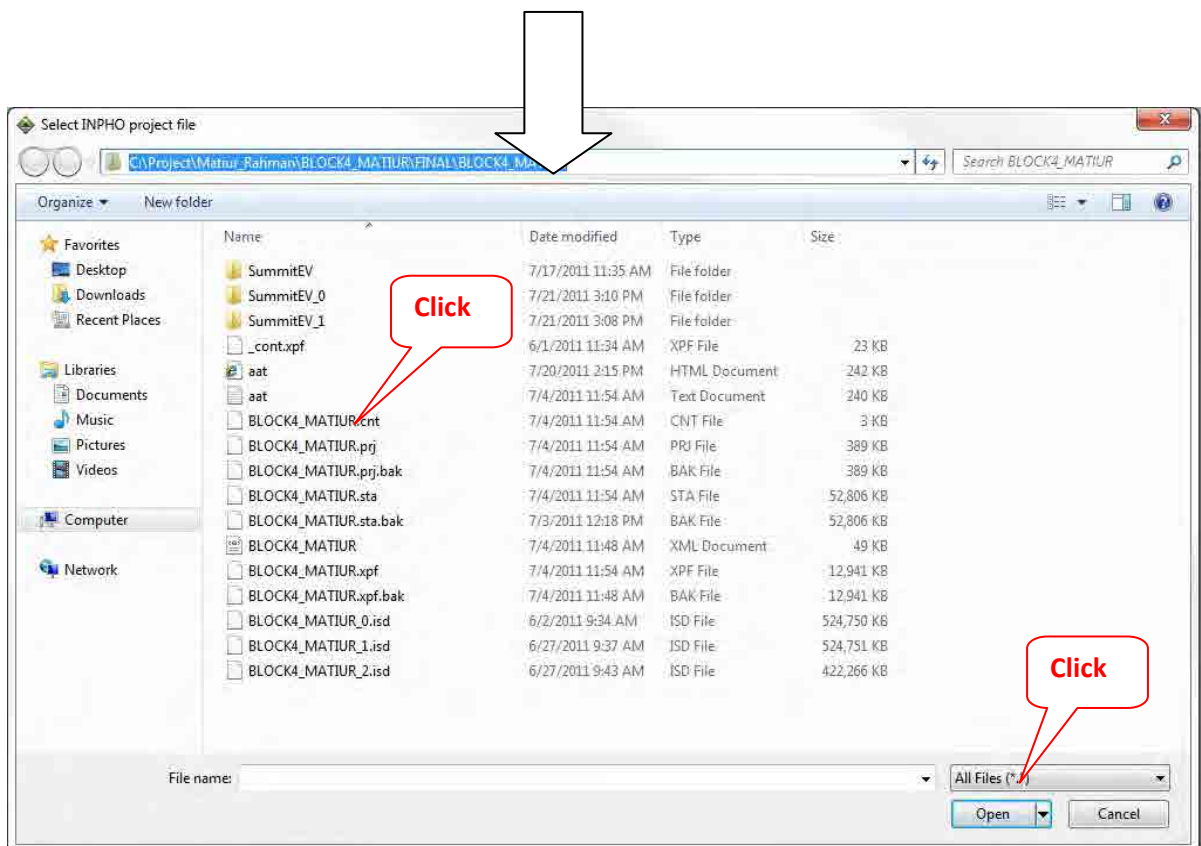 Select INPHO project file
C:\Project\Matiur_Rahman\BLOCK4_MATIUR\FINAL\BLOCK4_MA
Search BLOCK4_MATIUR
Organize New folder
Favorites
Desktop
Downloads
Recent Places
Libraries
Documents
Music
Pictures
Videos
Computer
Network
Name Date modified Type Size
SummitEV 7/17/2011 11:35 AM File folder
SummitEV_0 7/21/2011 3:10 PM File folder
SummitEV_1 7/21/2011 3:08 PM File folder
_cont.xpf 6/1/2011 11:34 AM XPF File 23 KB
aat 7/20/2011 2:15 PM HTML Document 242 KB
aat 7/4/2011 11:54 AM Text Document 240 KB
BLOCK4_MATIUR.cnt 7/4/2011 11:54 AM CNT File 3 KB
BLOCK4_MATIUR.prj 7/4/2011 11:54 AM PRJ File 389 KB
BLOCK4_MATIUR.prj.bak 7/4/2011 11:54 AM BAK File 389 KB
BLOCK4_MATIUR.sta 7/4/2011 11:54 AM STA File 52,806 KB
BLOCK4_MATIUR.sta.bak 7/3/2011 12:18 PM BAK File 52,806 KB
BLOCK4_MATIUR 7/4/2011 11:48 AM XML Document 49 KB
BLOCK4_MATIUR.xpf 7/4/2011 11:54 AM XPF File 12,941 KB
BLOCK4_MATIUR.xpf.bak 7/4/2011 11:48 AM BAK File 12,941 KB
BLOCK4_MATIUR_0.isd 6/2/2011 9:34 AM ISD File 524,750 KB
BLOCK4_MATIUR_1.isd 6/27/2011 9:37 AM ISD File 524,751 KB
BLOCK4_MATIUR_2.isd 6/27/2011 9:43 AM ISD File 422,266 KB
Click
Click
File name:
All Files (*.*)
Open Cancel